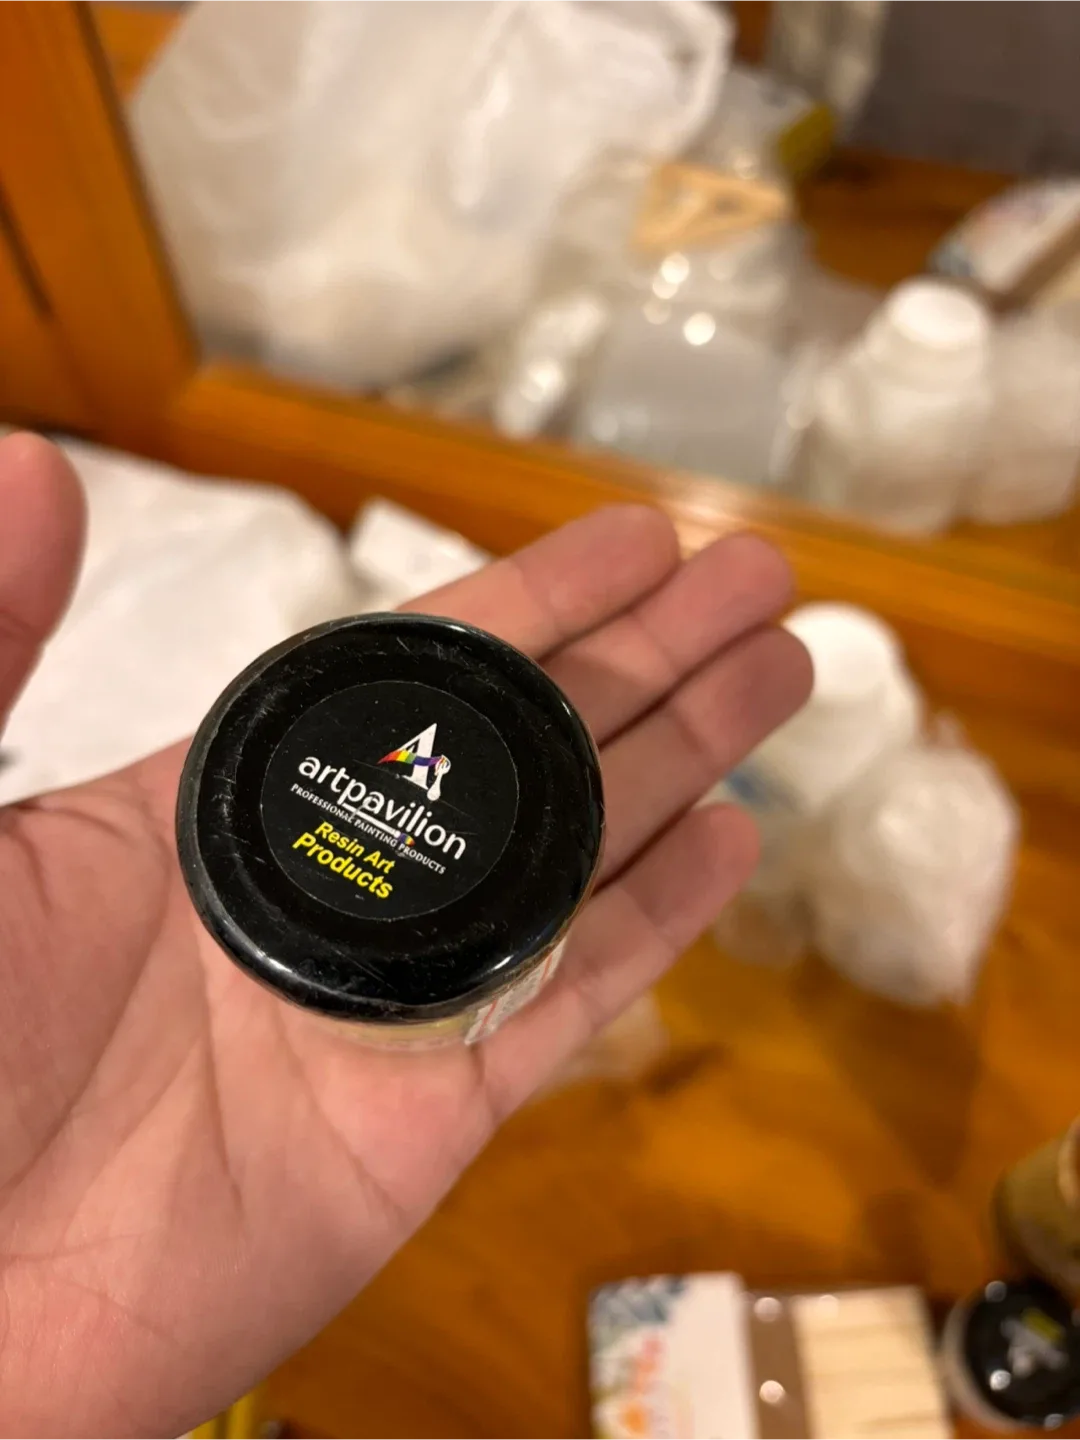 artpavilion
PROFESSIONAL PAINTING PRODUCTS
Resin Art
Products